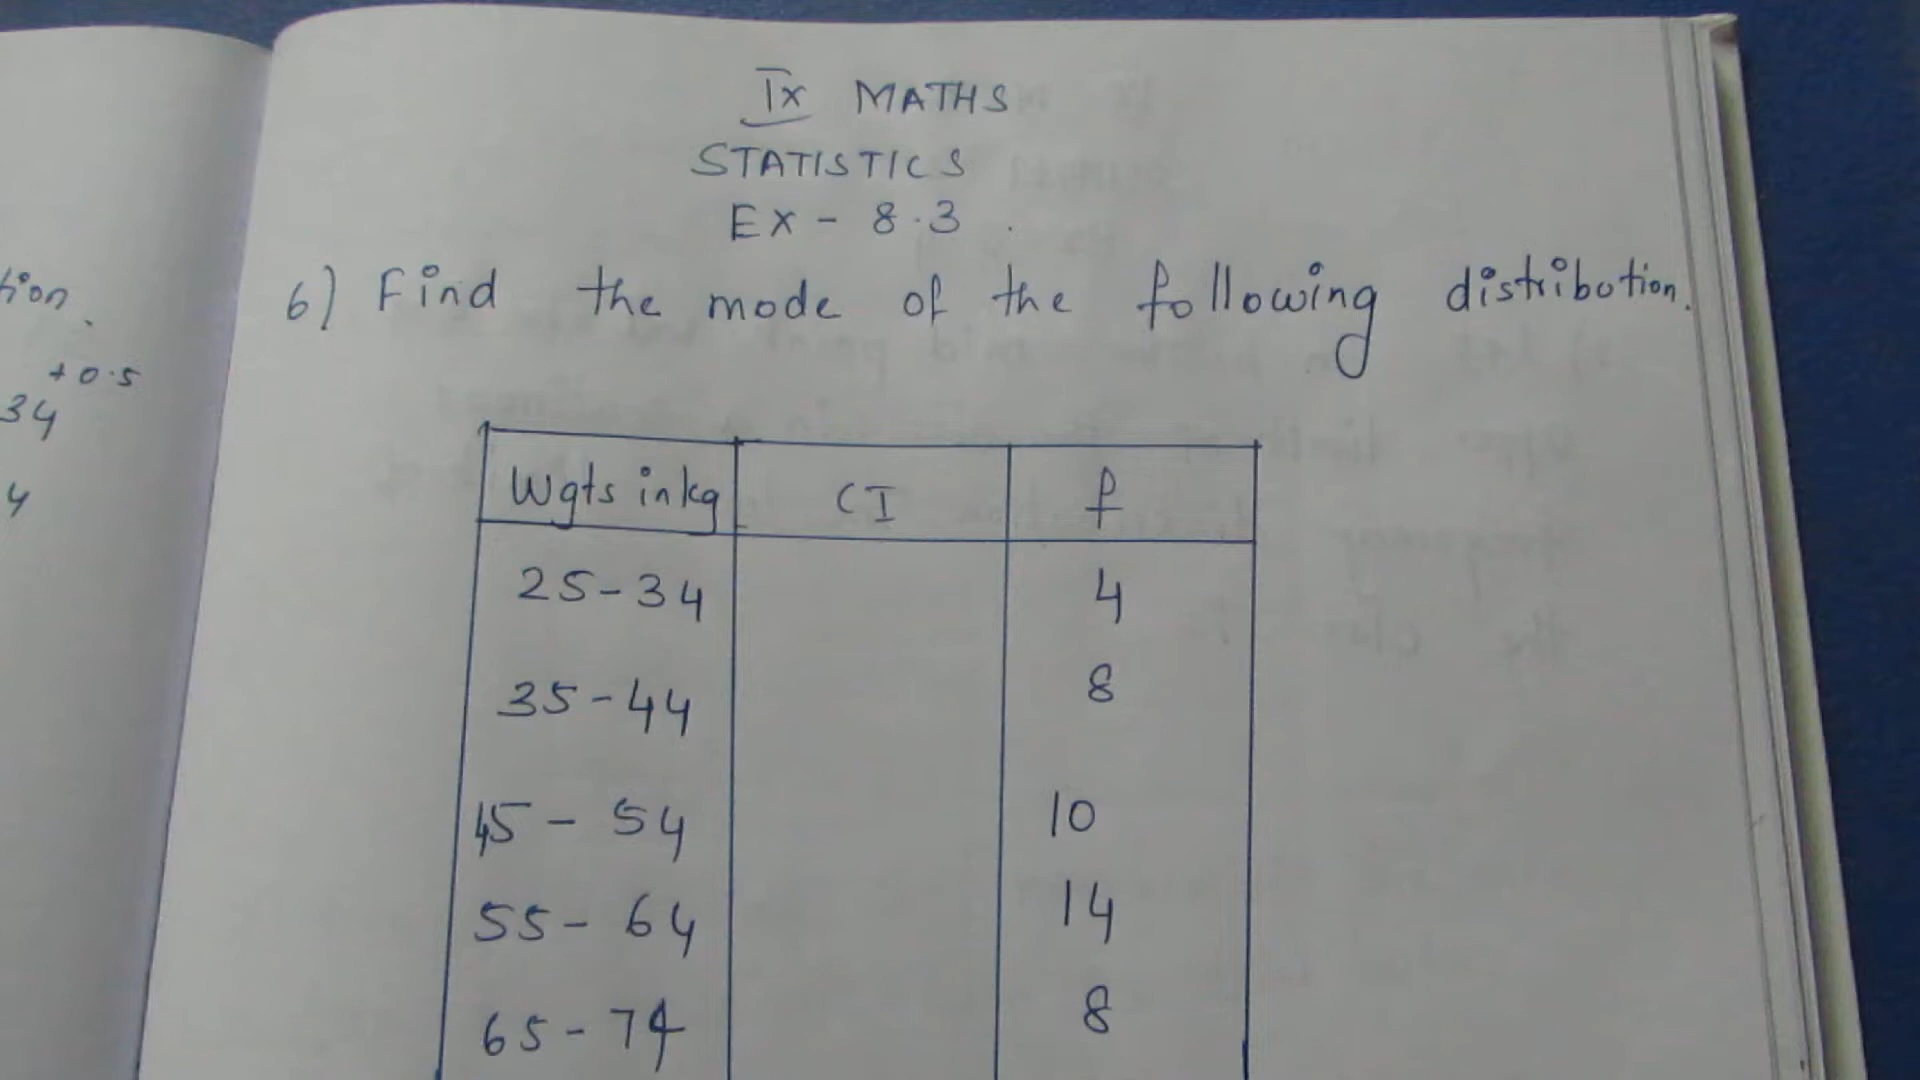 tion.
+0.5
34
4
IX MATHS
STATISTICS
EX - 8.3.
6) Find the mode of the following distribution.
Wgts in kg CI f
25-34 4
35-44 8
45 - 54 10
55 - 64 14
65 - 74 8